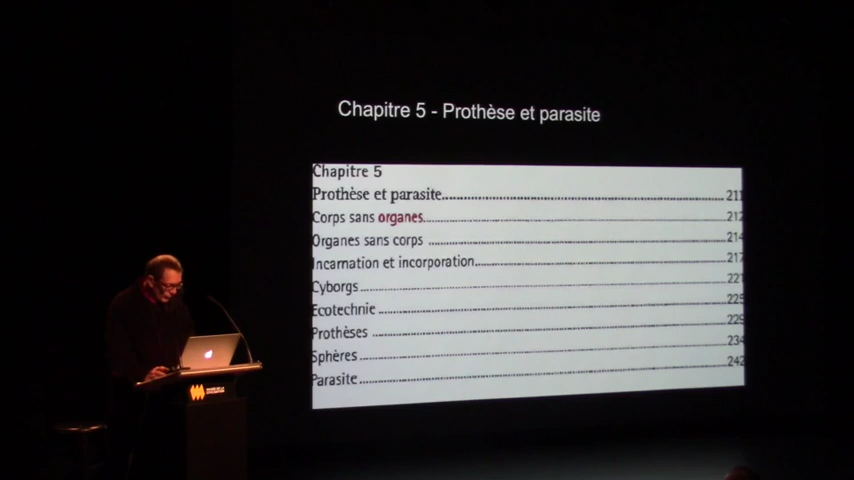 Chapitre 5 - Prothèse et parasite
Chapitre 5
Prothèse et parasite 211
Corps sans organes 212
Organes sans corps 214
Incarnation et incorporation 217
Cyborgs 221
Ecotechnie 225
Prothèses 229
Sphères 234
Parasite 242